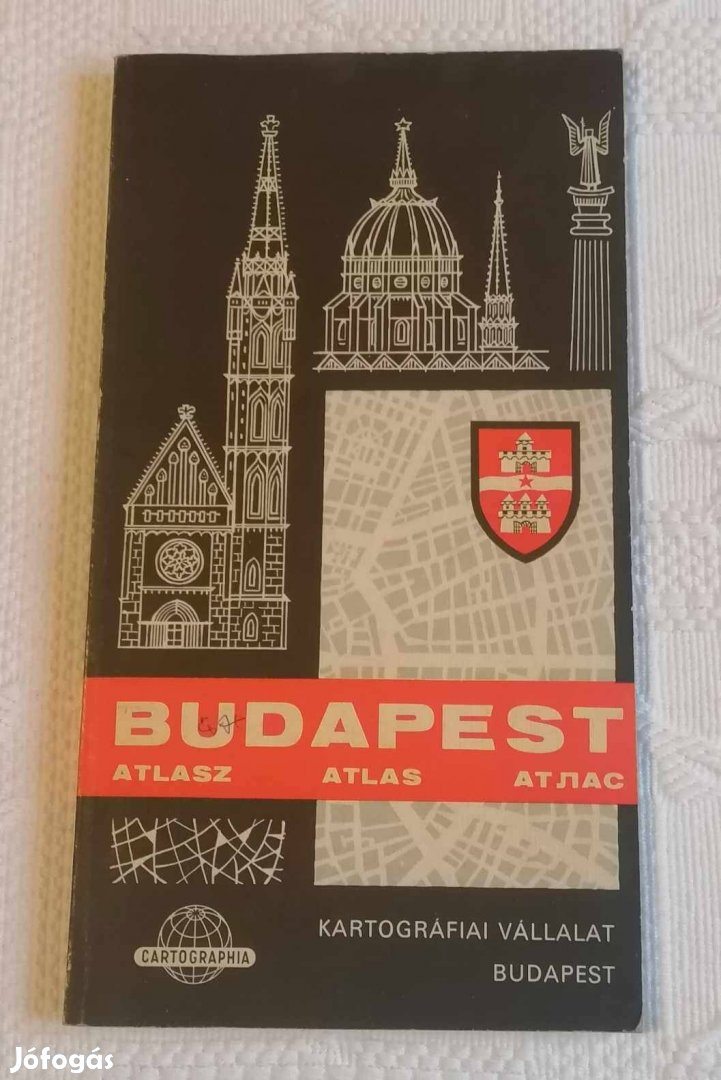 BUDAPEST
ATLASZ ATLAS АТЛАС
CARTOGRAPHIA
KARTOGRÁFIAI VÁLLALAT
BUDAPEST
Jófogás